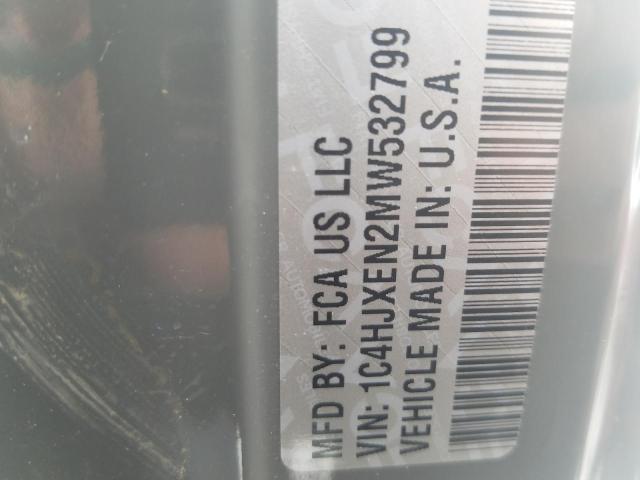 MFD BY: FCA US LLC
VIN: 1C4HJXEN2MW532799
VEHICLE MADE IN: U.S.A.